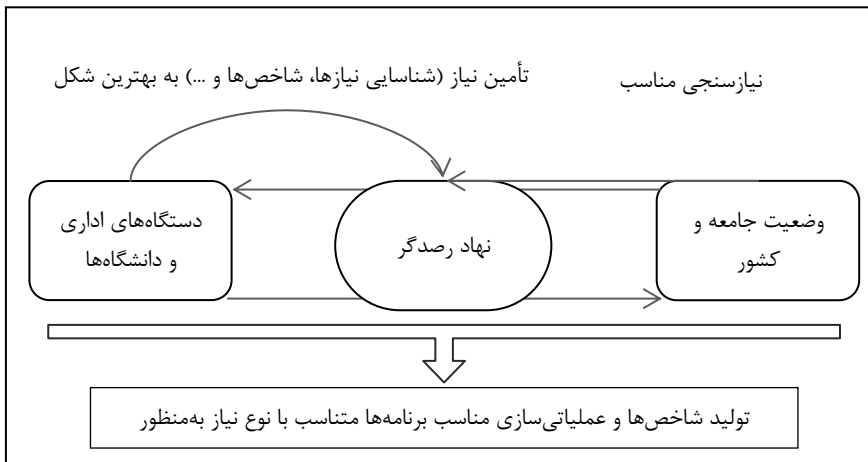 نیازسنجی مناسب
تأمین نیاز (شناسایی نیازها، شاخص‌ها و ...) به بهترین شکل
وضعیت جامعه و
کشور
نهاد رصدگر
دستگاه‌های اداری
و دانشگاه‌ها
تولید شاخص‌ها و عملیاتی‌سازی مناسب برنامه‌ها متناسب با نوع نیاز به‌منظور